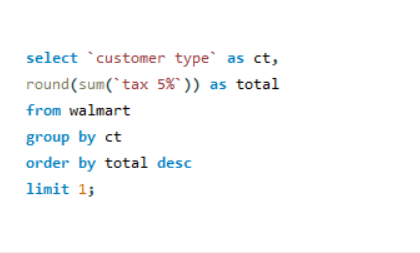 select `customer type` as ct,
round(sum(`tax 5%`)) as total
from walmart
group by ct
order by total desc
limit 1;